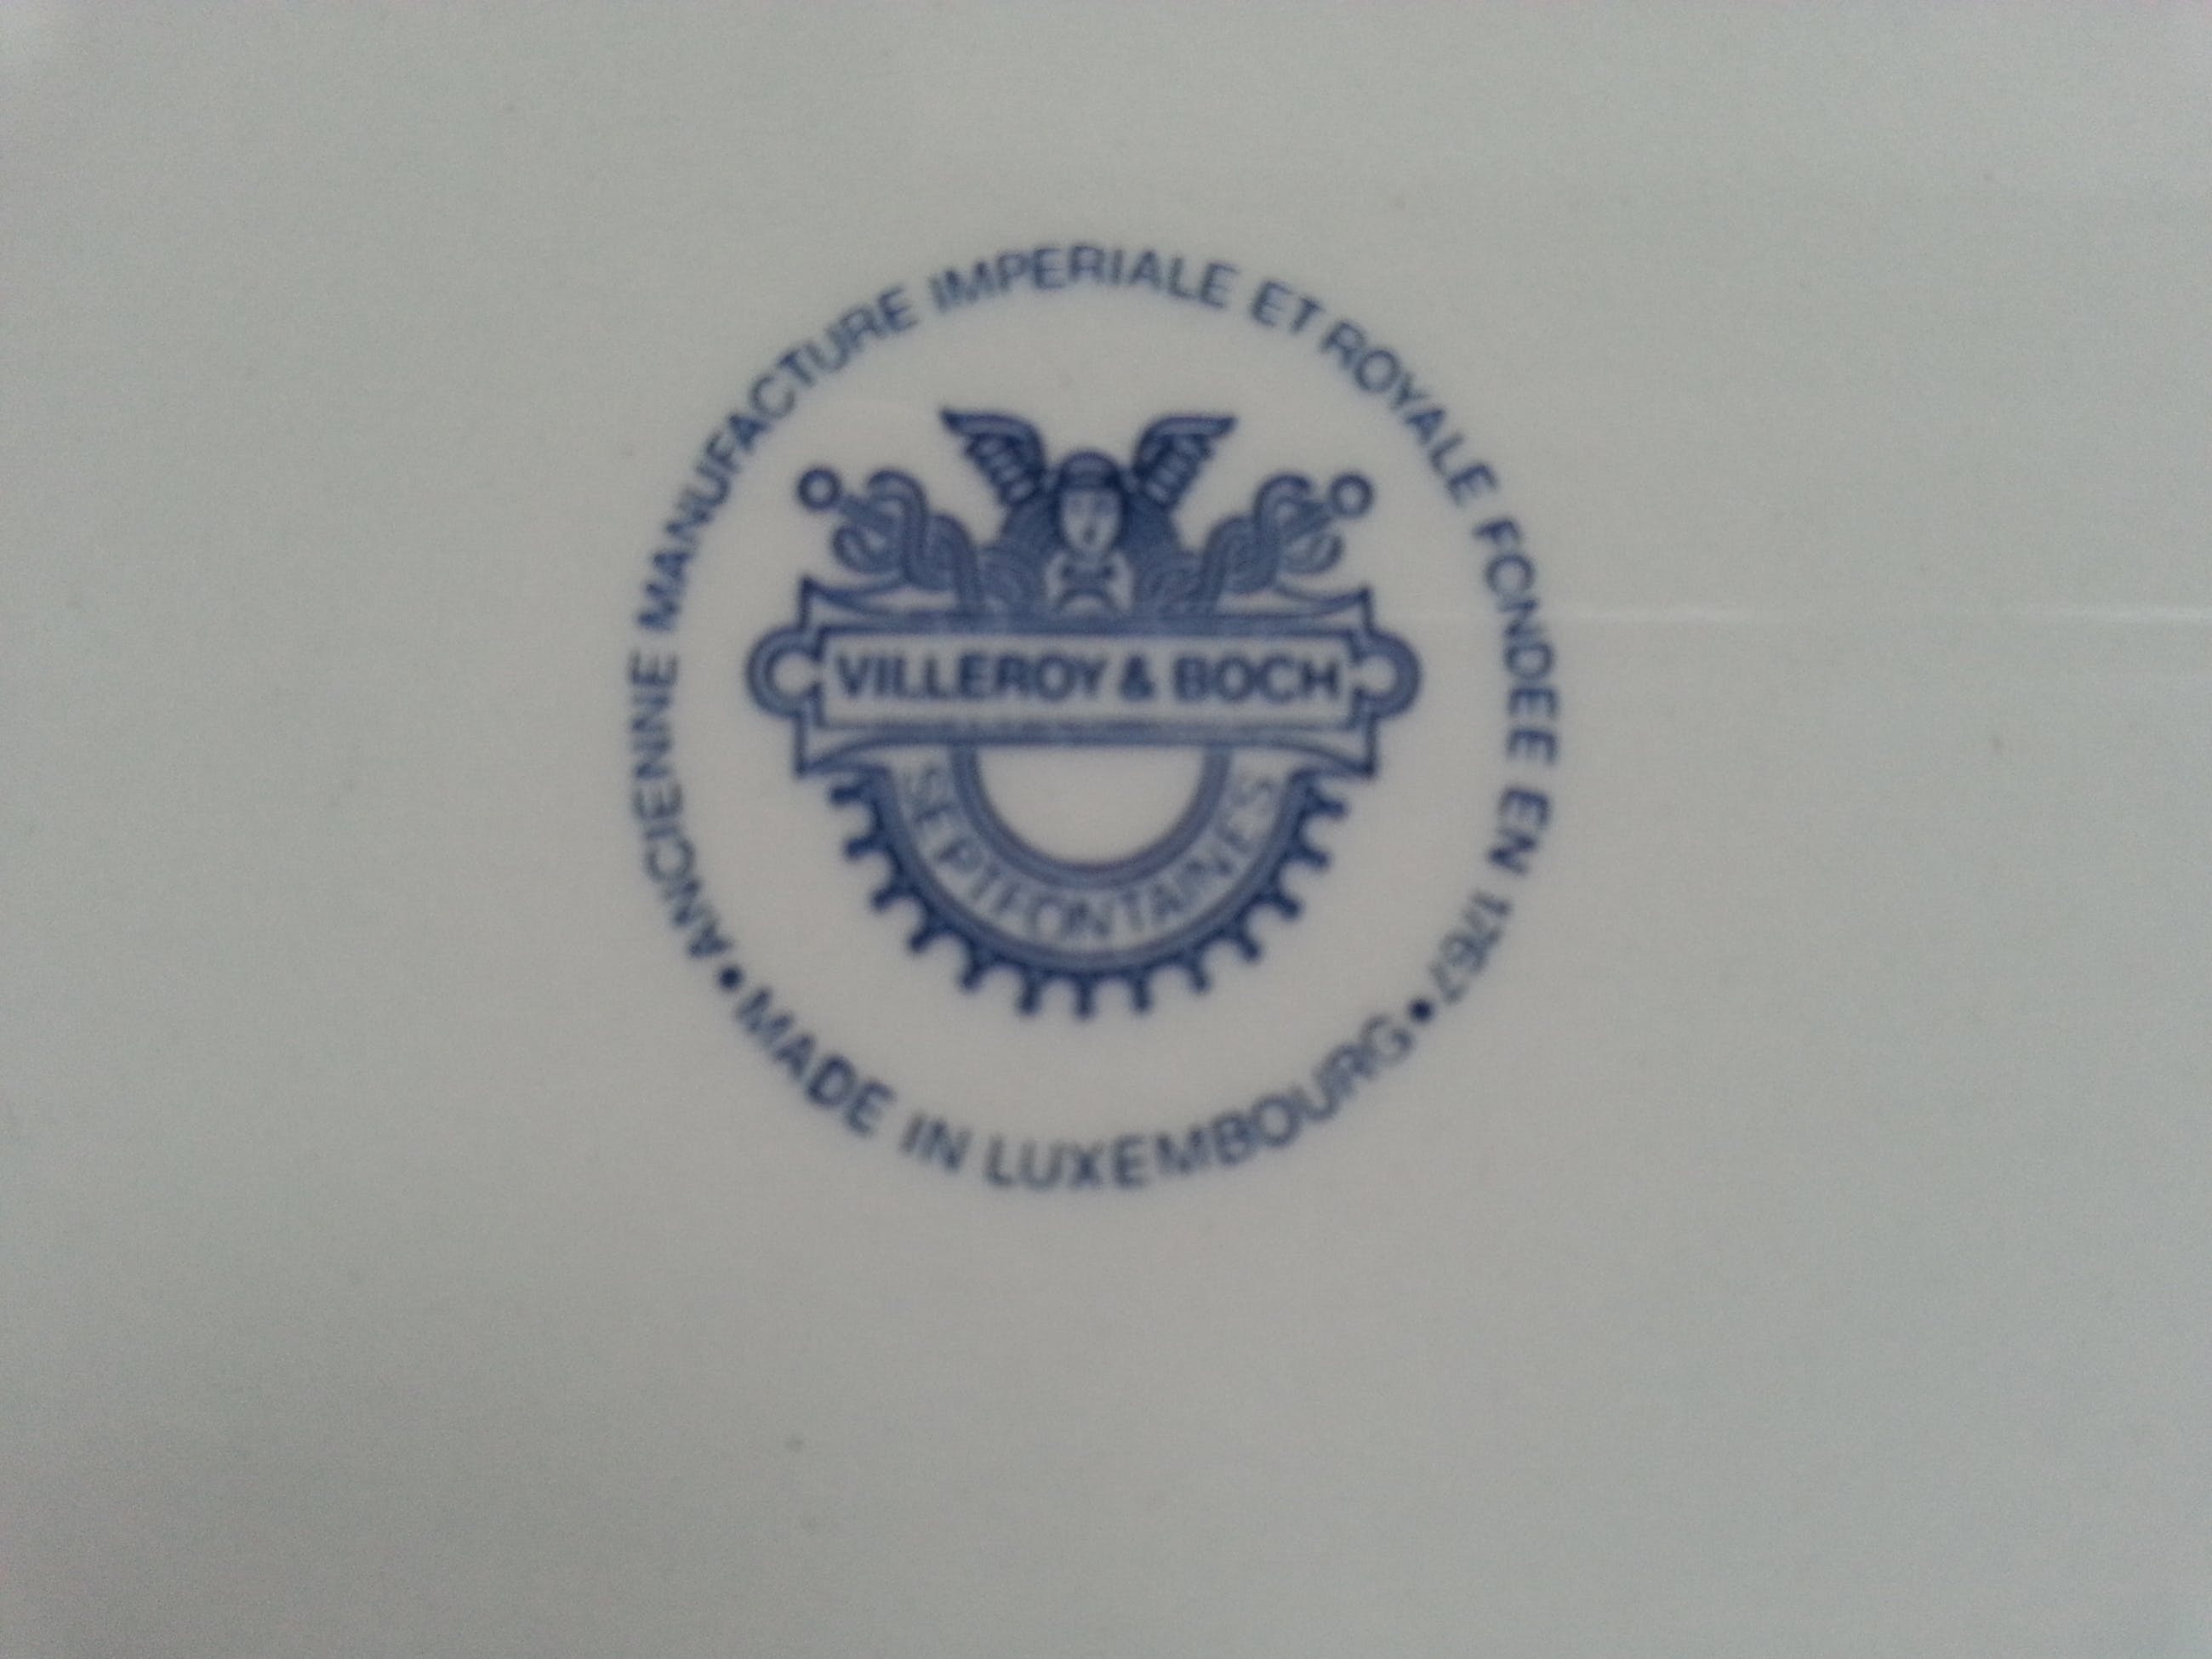 ANCIENNE MANUFACTURE IMPERIALE ET ROYALE FONDEE EN 1767
VILLEROY & BOCH
SEPTFONTAINES
• MADE IN LUXEMBOURG •